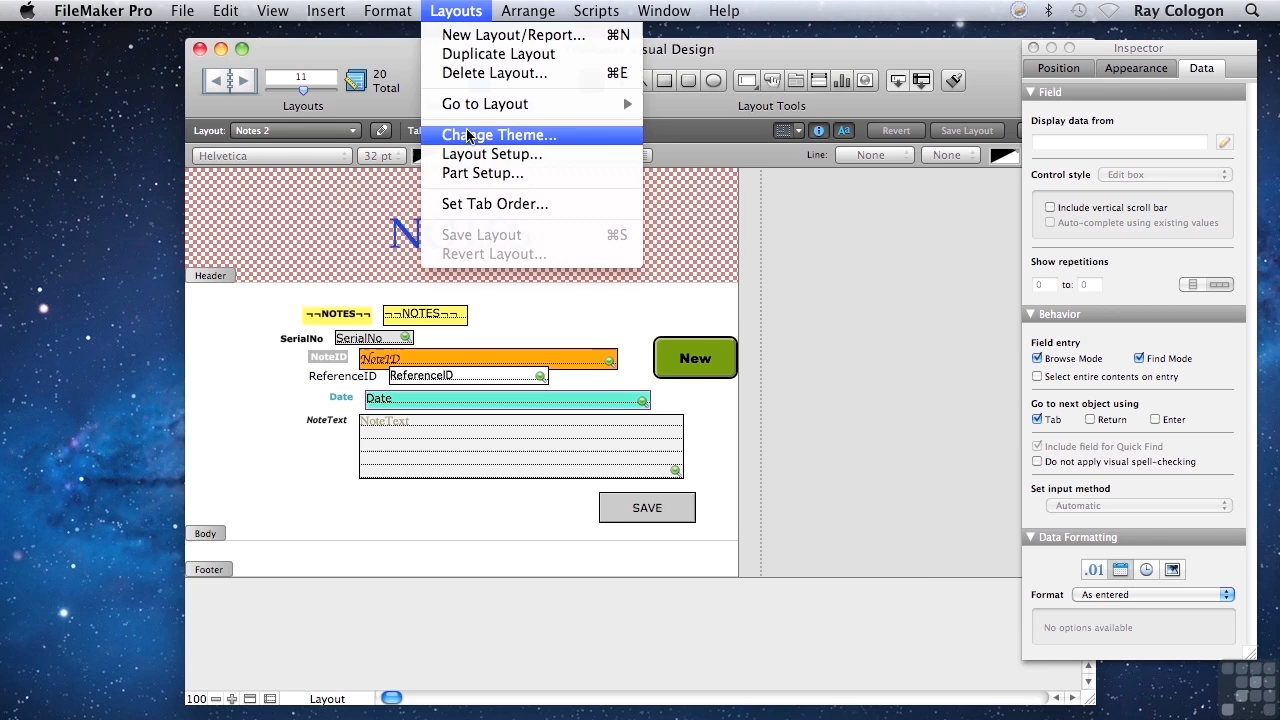 FileMaker Pro File Edit View Insert Format Layouts Arrange Scripts Window Help Ray Cologon
New Layout/Report... ⌘N
Duplicate Layout
Delete Layout... ⌘E
Go to Layout
Change Theme...
Layout Setup...
Part Setup...
Set Tab Order...
Save Layout ⌘S
Revert Layout...
sual Design
11
20
Total
Layouts
Layout Tools
Layout: Notes 2
Aa
Revert
Save Layout
Helvetica
32 pt
Line:
None
None
N
Header
¬¬NOTES¬¬ ¬¬NOTES¬¬
SerialNo SerialNo
NoteID NoteID
New
ReferenceID ReferenceID
Date Date
NoteText NoteText
SAVE
Body
Footer
100
Layout
Inspector
Position Appearance Data
Field
Display data from
Control style Edit box
Include vertical scroll bar
Auto-complete using existing values
Show repetitions
0 to: 0
Behavior
Field entry
Browse Mode Find Mode
Select entire contents on entry
Go to next object using
Tab Return Enter
Include field for Quick Find
Do not apply visual spell-checking
Set input method
Automatic
Data Formatting
.01
Format As entered
No options available